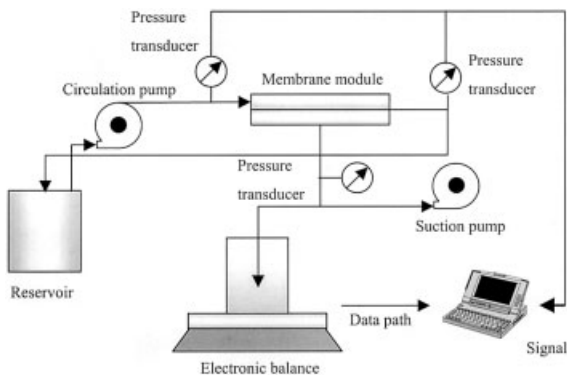 Pressure
transducer
Circulation pump
Membrane module
Pressure
transducer
Pressure
transducer
Suction pump
Reservoir
Data path
Signal
Electronic balance